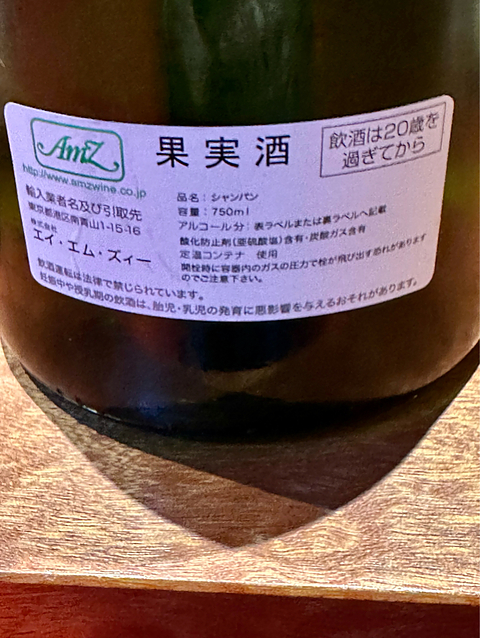 AMZ
http://www.amzwine.co.jp
果実酒
飲酒は20歳を
過ぎてから
輸入業者名及び引取先
東京都港区南青山1-15-16
株式会社
エイ・エム・ズィー
品名：シャンパン
容量：750ml
アルコール分：表ラベルまたは裏ラベルへ記載
酸化防止剤(亜硫酸塩)含有・炭酸ガス含有
定温コンテナ 使用
開栓時に容器内のガスの圧力で栓が飛び出す恐れがあります
のでご注意下さい。
飲酒運転は法律で禁じられています。
妊娠中や授乳期の飲酒は、胎児・乳児の発育に悪影響を与えるおそれがあります。